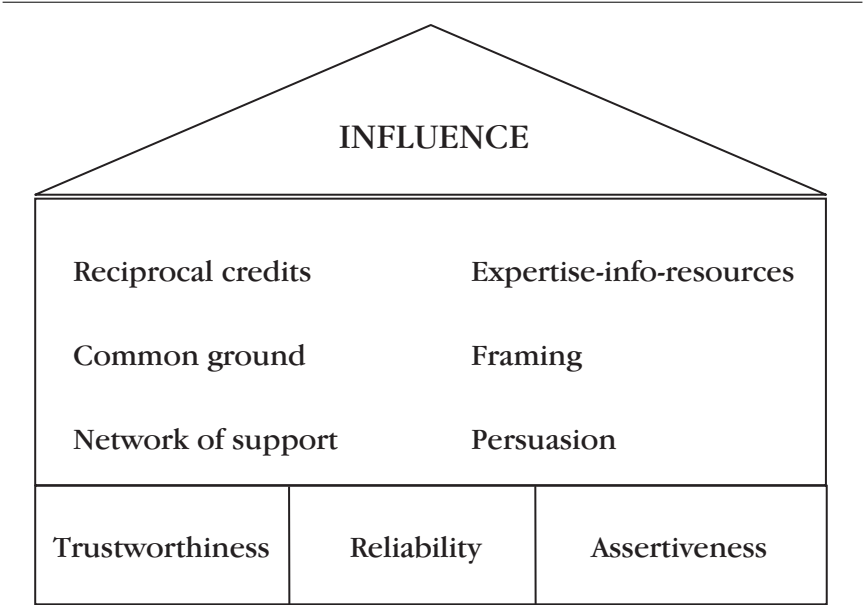 INFLUENCE
Reciprocal credits
Expertise-info-resources
Common ground
Framing
Network of support
Persuasion
Trustworthiness
Reliability
Assertiveness